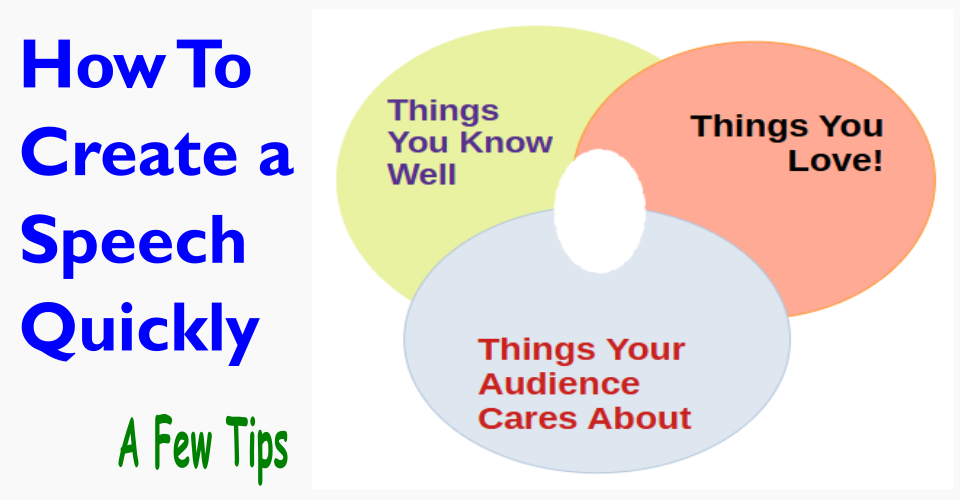 How To
Create a
Speech
Quickly
A Few Tips
Things
You Know
Well
Things You
Love!
Things Your
Audience
Cares About